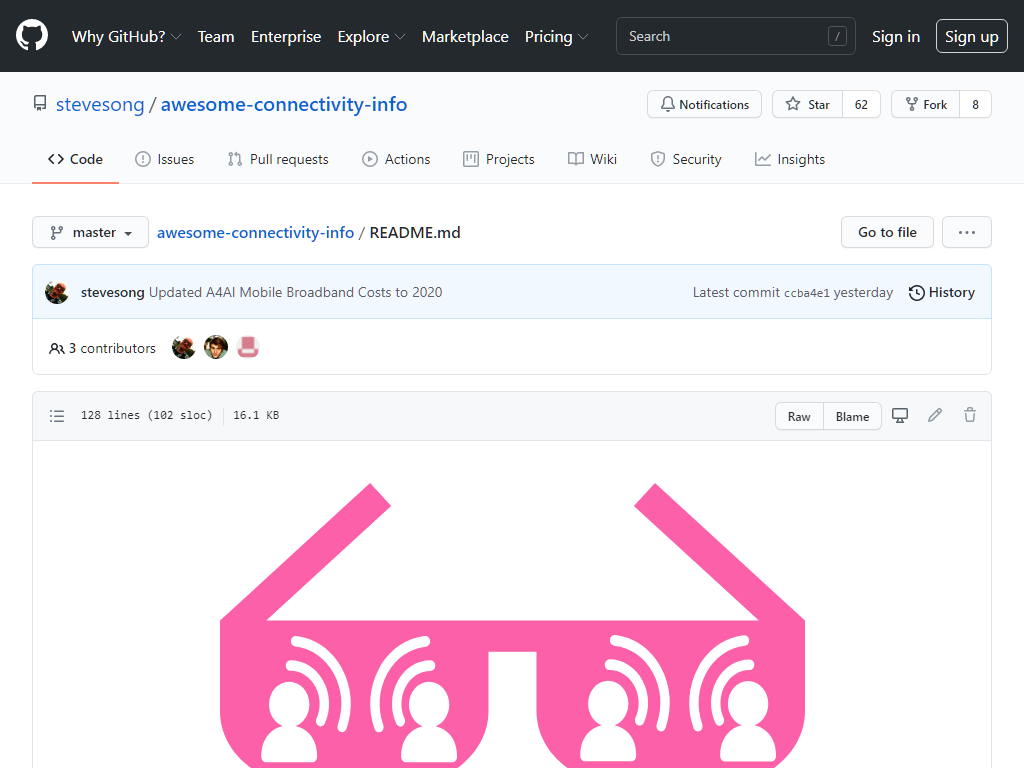 Why GitHub? Team Enterprise Explore Marketplace Pricing Search / Sign in Sign up
stevesong / awesome-connectivity-info Notifications Star 62 Fork 8
Code Issues Pull requests Actions Projects Wiki Security Insights
master awesome-connectivity-info / README.md Go to file ...
stevesong Updated A4AI Mobile Broadband Costs to 2020 Latest commit ccba4e1 yesterday History
3 contributors
128 lines (102 sloc) 16.1 KB Raw Blame